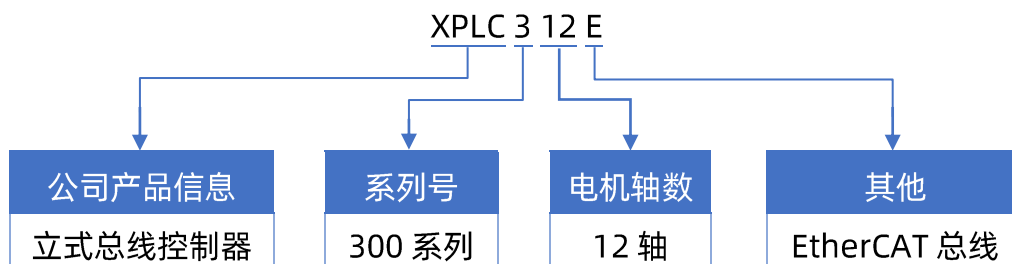 XPLC 3 12 E
公司产品信息 系列号 电机轴数 其他
立式总线控制器 300 系列 12 轴 EtherCAT 总线